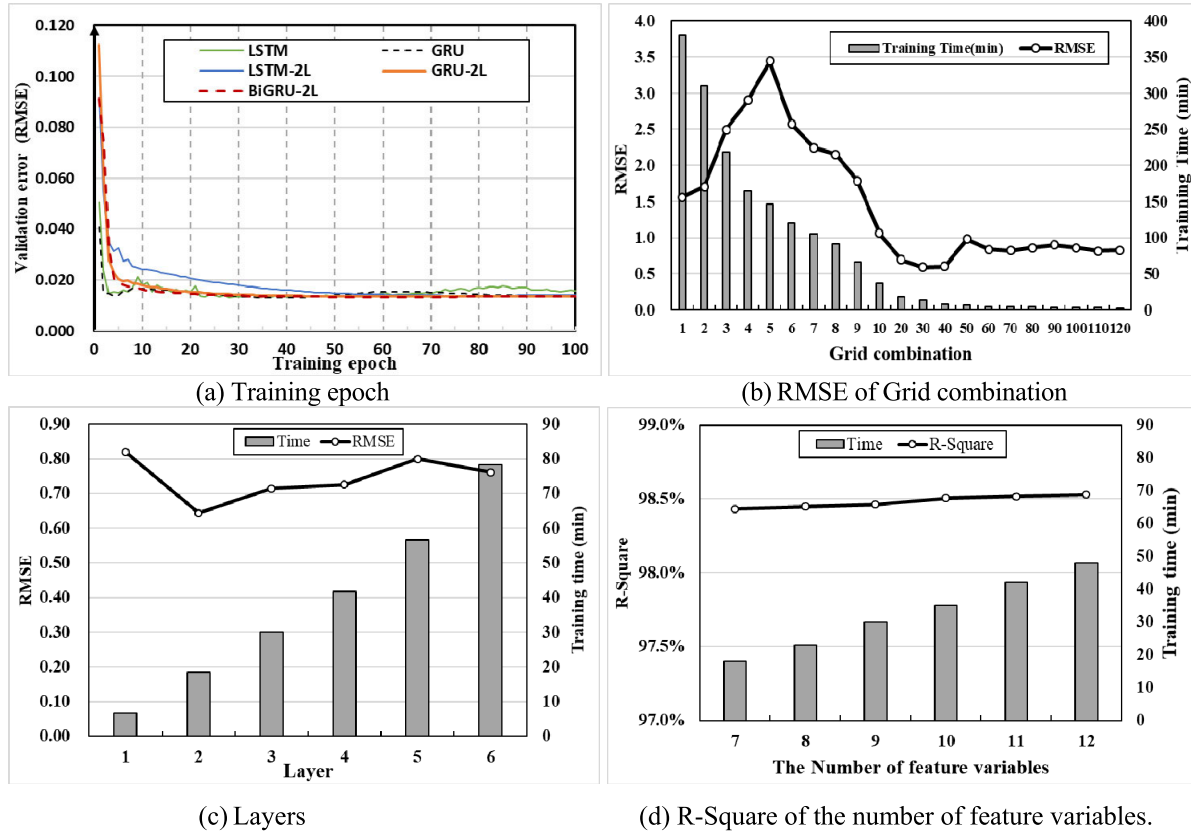 0.120
0.100
0.080
0.060
0.040
0.020
0.000
Validation error (RMSE)
LSTM
GRU
LSTM-2L
GRU-2L
BiGRU-2L
0 10 20 30 40 50 60 70 80 90 100
Training epoch
(a) Training epoch
4.0
3.5
3.0
2.5
2.0
1.5
1.0
0.5
0.0
RMSE
Training Time(min)
RMSE
400
350
300
250
200
150
100
50
0
Trainning Time (min)
1 2 3 4 5 6 7 8 9 10 20 30 40 50 60 70 80 90 100 110 120
Grid combination
(b) RMSE of Grid combination
0.90
0.80
0.70
0.60
0.50
0.40
0.30
0.20
0.10
0.00
RMSE
Time
RMSE
90
80
70
60
50
40
30
20
10
0
Training time (min)
1 2 3 4 5 6
Layer
(c) Layers
99.0%
98.5%
98.0%
97.5%
97.0%
R-Square
Time
R-Square
90
80
70
60
50
40
30
20
10
0
Training time (min)
7 8 9 10 11 12
The Number of feature variables
(d) R-Square of the number of feature variables.